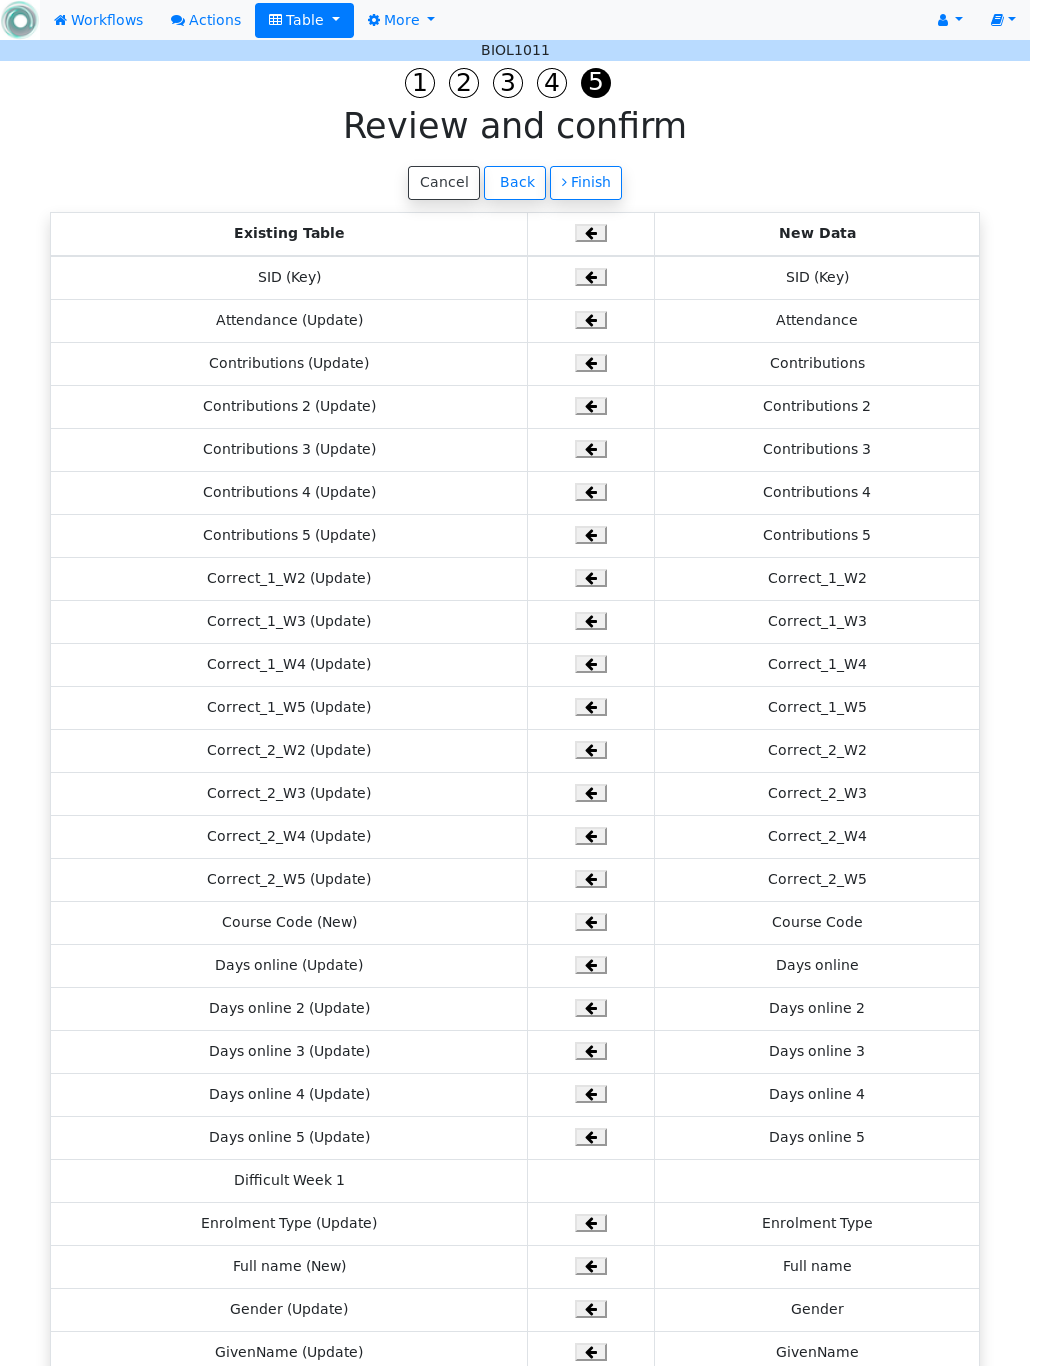 Workflows Actions Table More
BIOL1011
1 2 3 4 5
Review and confirm
Cancel Back Finish
Existing Table New Data
SID (Key) SID (Key)
Attendance (Update) Attendance
Contributions (Update) Contributions
Contributions 2 (Update) Contributions 2
Contributions 3 (Update) Contributions 3
Contributions 4 (Update) Contributions 4
Contributions 5 (Update) Contributions 5
Correct_1_W2 (Update) Correct_1_W2
Correct_1_W3 (Update) Correct_1_W3
Correct_1_W4 (Update) Correct_1_W4
Correct_1_W5 (Update) Correct_1_W5
Correct_2_W2 (Update) Correct_2_W2
Correct_2_W3 (Update) Correct_2_W3
Correct_2_W4 (Update) Correct_2_W4
Correct_2_W5 (Update) Correct_2_W5
Course Code (New) Course Code
Days online (Update) Days online
Days online 2 (Update) Days online 2
Days online 3 (Update) Days online 3
Days online 4 (Update) Days online 4
Days online 5 (Update) Days online 5
Difficult Week 1
Enrolment Type (Update) Enrolment Type
Full name (New) Full name
Gender (Update) Gender
GivenName (Update) GivenName